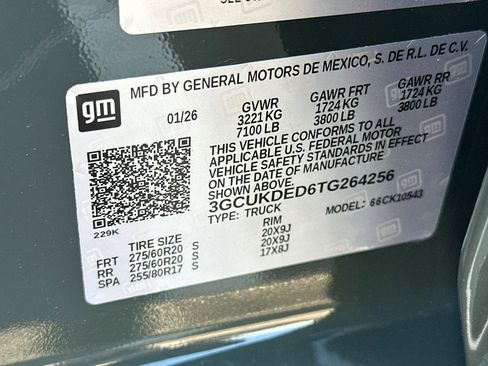 gm
MFD BY GENERAL MOTORS DE MEXICO, S. DE R.L. DE C.V.
01/26 GVWR GAWR FRT GAWR RR
3221 KG 1724 KG 1724 KG
7100 LB 3800 LB 3800 LB
THIS VEHICLE CONFORMS TO ALL
APPLICABLE U.S. FEDERAL MOTOR
VEHICLE SAFETY STANDARDS IN EFFECT
ON THE DATE OF MANUFACTURE
SHOWN ABOVE.
3GCUKDED6TG264256
TYPE: TRUCK MODEL: 66CK10543
229K
TIRE SIZE RIM
FRT 275/60R20 S 20X9J
RR 275/60R20 S 20X9J
SPA 255/80R17 S 17X8J